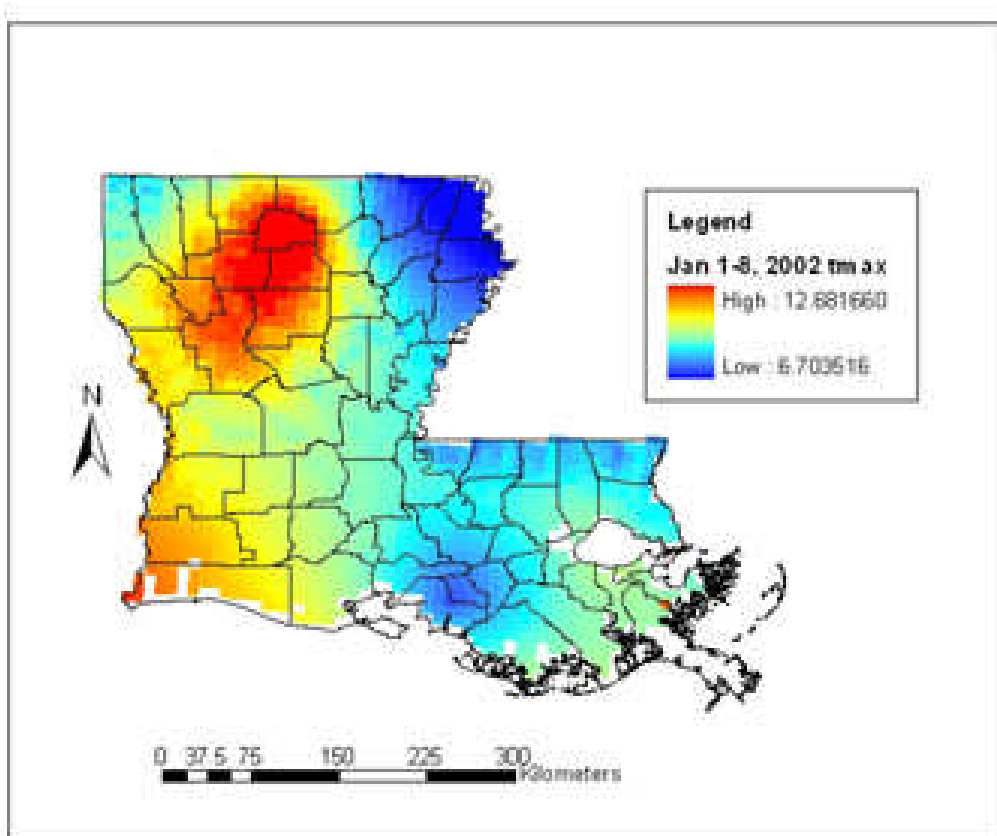 Legend
Jan 1-8, 2002 tmax
High : 12.681660
Low : 6.703516
N
0 37.5 75 150 225 300
Kilometers